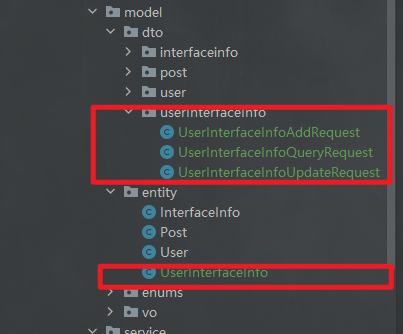 model
dto
interfaceinfo
post
user
userinterfaceinfo
UserInterfaceInfoAddRequest
UserInterfaceInfoQueryRequest
UserInterfaceInfoUpdateRequest
entity
InterfaceInfo
Post
User
UserInterfaceInfo
enums
vo
service